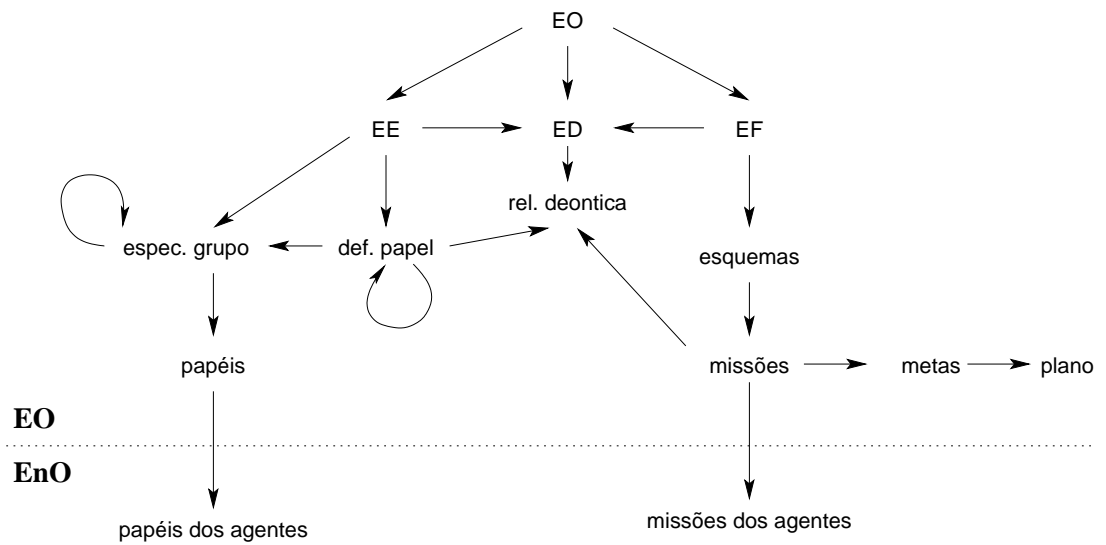 EO
EE
ED
EF
rel. deontica
espec. grupo
def. papel
esquemas
papéis
missões
metas
plano
EO
EnO
papéis dos agentes
missões dos agentes